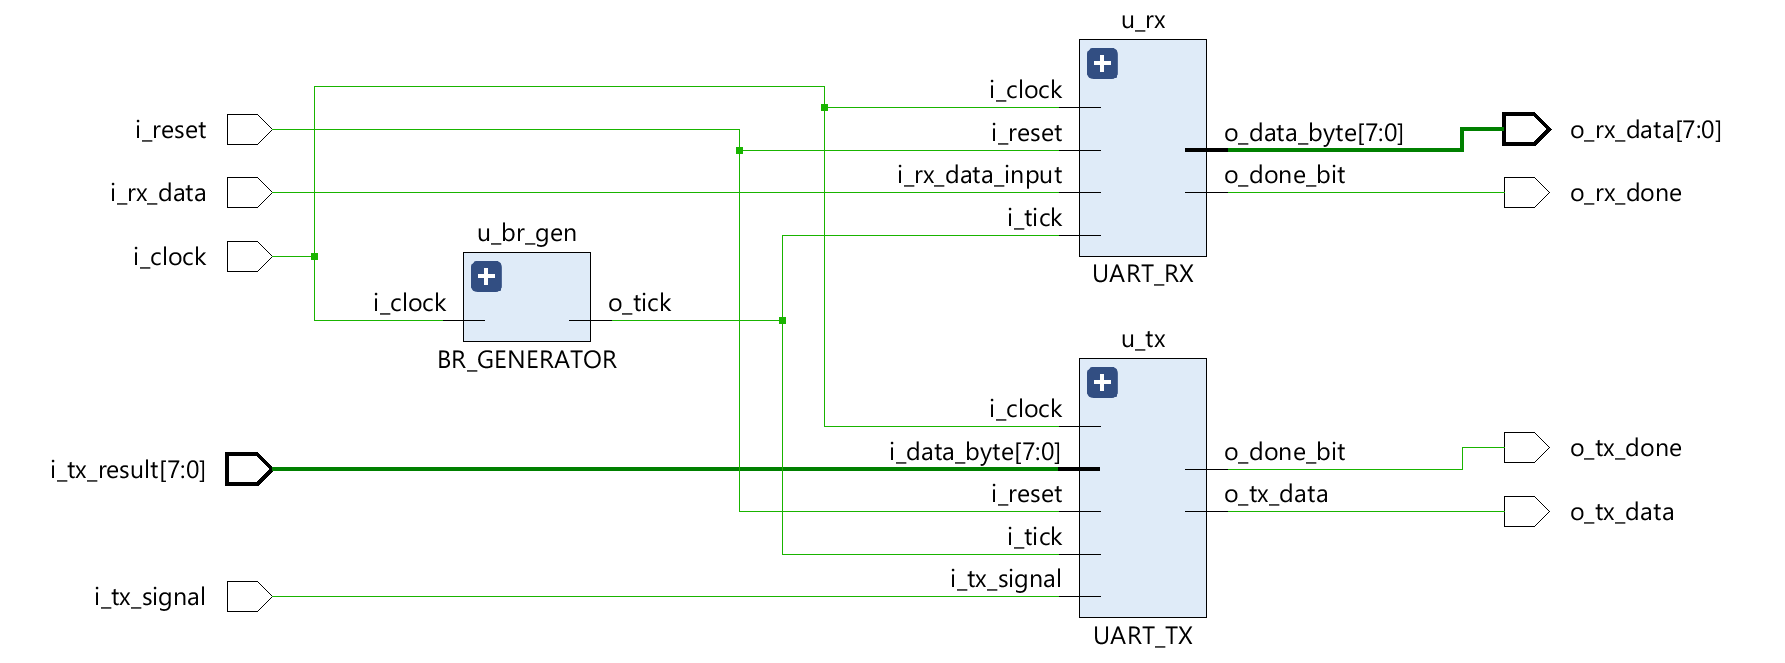 u_rx
i_clock
i_reset
i_reset
o_data_byte[7:0]
o_rx_data[7:0]
i_rx_data
i_rx_data_input
o_done_bit
o_rx_done
i_tick
i_clock
u_br_gen
UART_RX
i_clock
o_tick
BR_GENERATOR
u_tx
i_clock
i_tx_result[7:0]
i_data_byte[7:0]
o_done_bit
o_tx_done
i_reset
o_tx_data
o_tx_data
i_tick
i_tx_signal
i_tx_signal
UART_TX